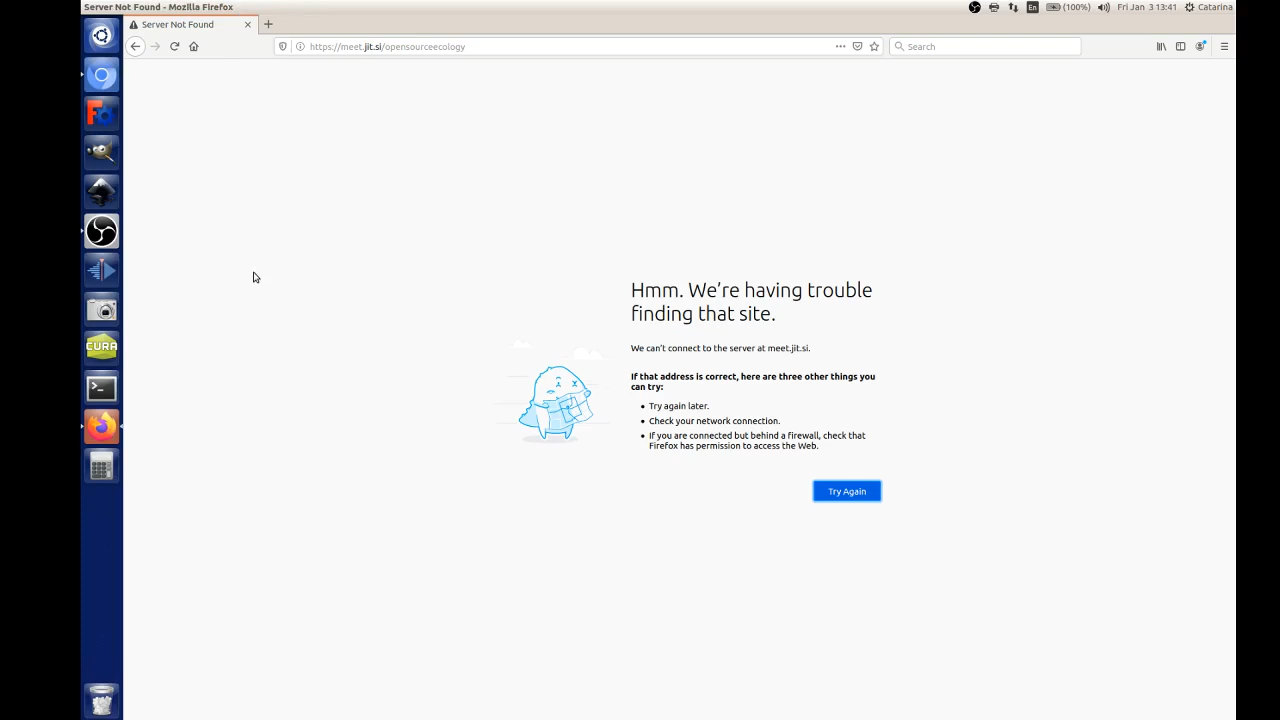 Server Not Found - Mozilla Firefox
En (100%) Fri Jan 3 13:41 Catarina
Server Not Found
https://meet.jit.si/opensourceecology
Search
Hmm. We’re having trouble
finding that site.
We can’t connect to the server at meet.jit.si.
If that address is correct, here are three other things you
can try:
Try again later.
Check your network connection.
If you are connected but behind a firewall, check that
Firefox has permission to access the Web.
Try Again
CURA